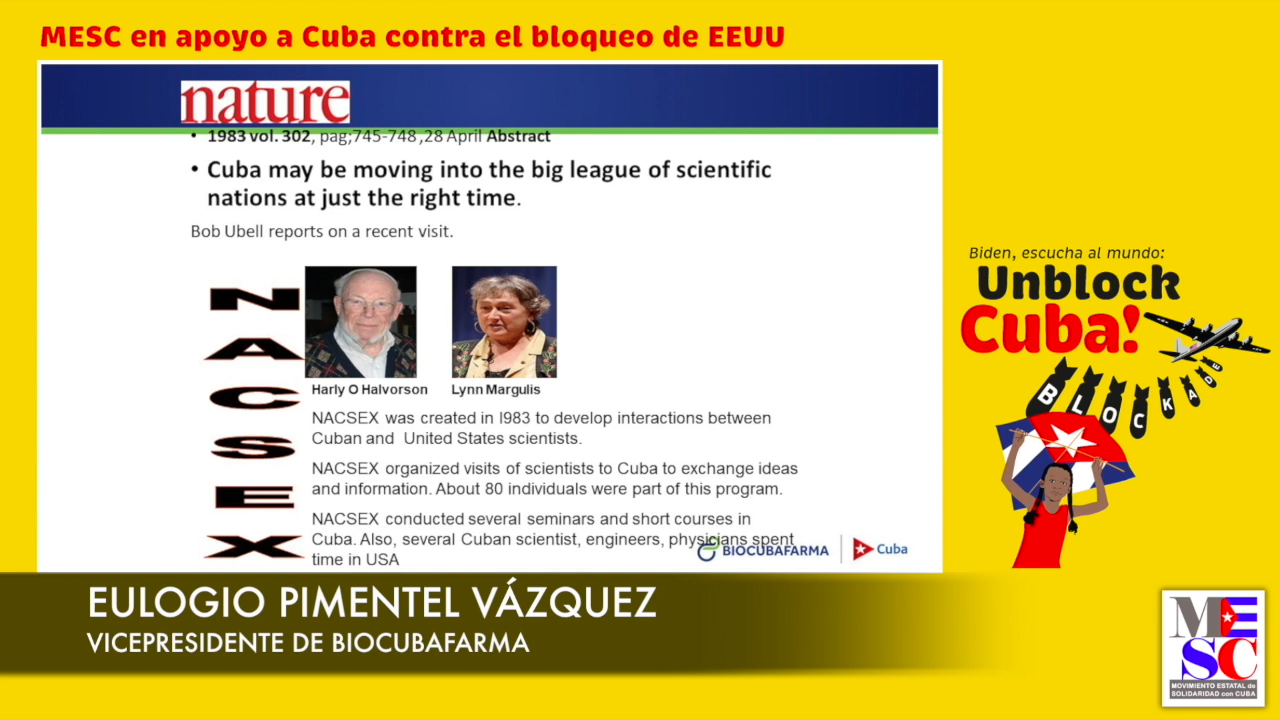 MESC en apoyo a Cuba contra el bloqueo de EEUU
nature
• 1983 vol. 302, pag;745-748 ,28 April Abstract
• Cuba may be moving into the big league of scientific
nations at just the right time.
Bob Ubell reports on a recent visit.
NACSEX
Harly O Halvorson
Lynn Margulis
NACSEX was created in I983 to develop interactions between
Cuban and United States scientists.
NACSEX organized visits of scientists to Cuba to exchange ideas
and information. About 80 individuals were part of this program.
NACSEX conducted several seminars and short courses in
Cuba. Also, several Cuban scientist, engineers, physicians spent
time in USA
BIOCUBAFARMA
Cuba
Biden, escucha al mundo:
Unblock
Cuba!
BLOCKADE
EULOGIO PIMENTEL VÁZQUEZ
VICEPRESIDENTE DE BIOCUBAFARMA
MESC
MOVIMIENTO ESTATAL de
SOLIDARIDAD con CUBA